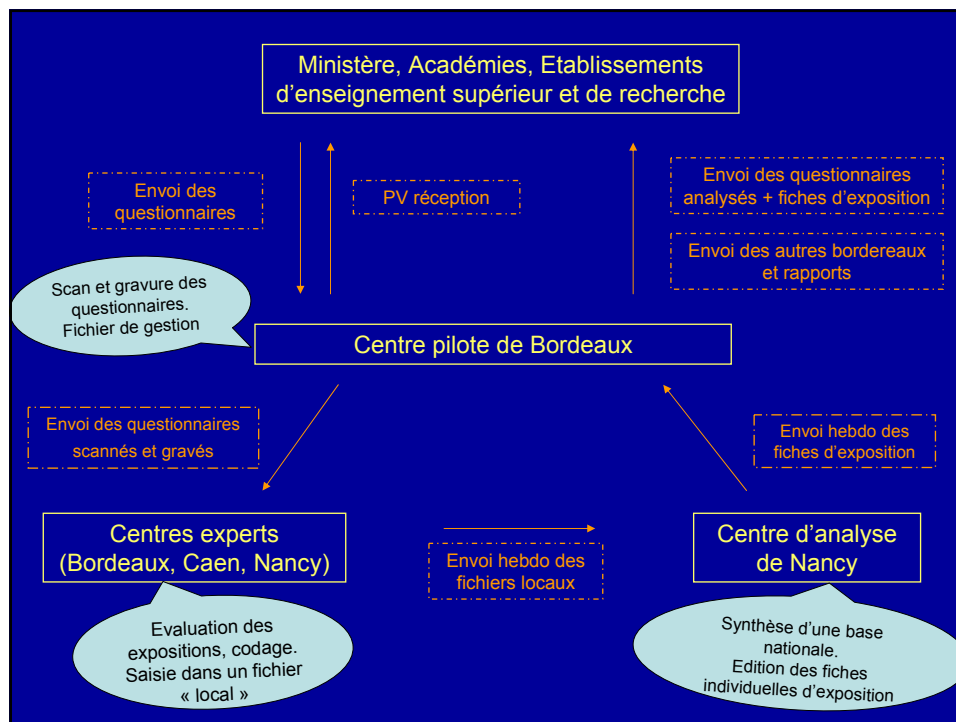 Ministère, Académies, Etablissements
d'enseignement supérieur et de recherche
Envoi des
questionnaires
PV réception
Envoi des questionnaires
analysés + fiches d'exposition
Envoi des autres bordereaux
et rapports
Scan et gravure des
questionnaires.
Fichier de gestion
Centre pilote de Bordeaux
Envoi des questionnaires
scannés et gravés
Envoi hebdo des
fiches d'exposition
Centres experts
(Bordeaux, Caen, Nancy)
Envoi hebdo des
fichiers locaux
Centre d'analyse
de Nancy
Evaluation des
expositions, codage.
Saisie dans un fichier
« local »
Synthèse d'une base
nationale.
Edition des fiches
individuelles d'exposition